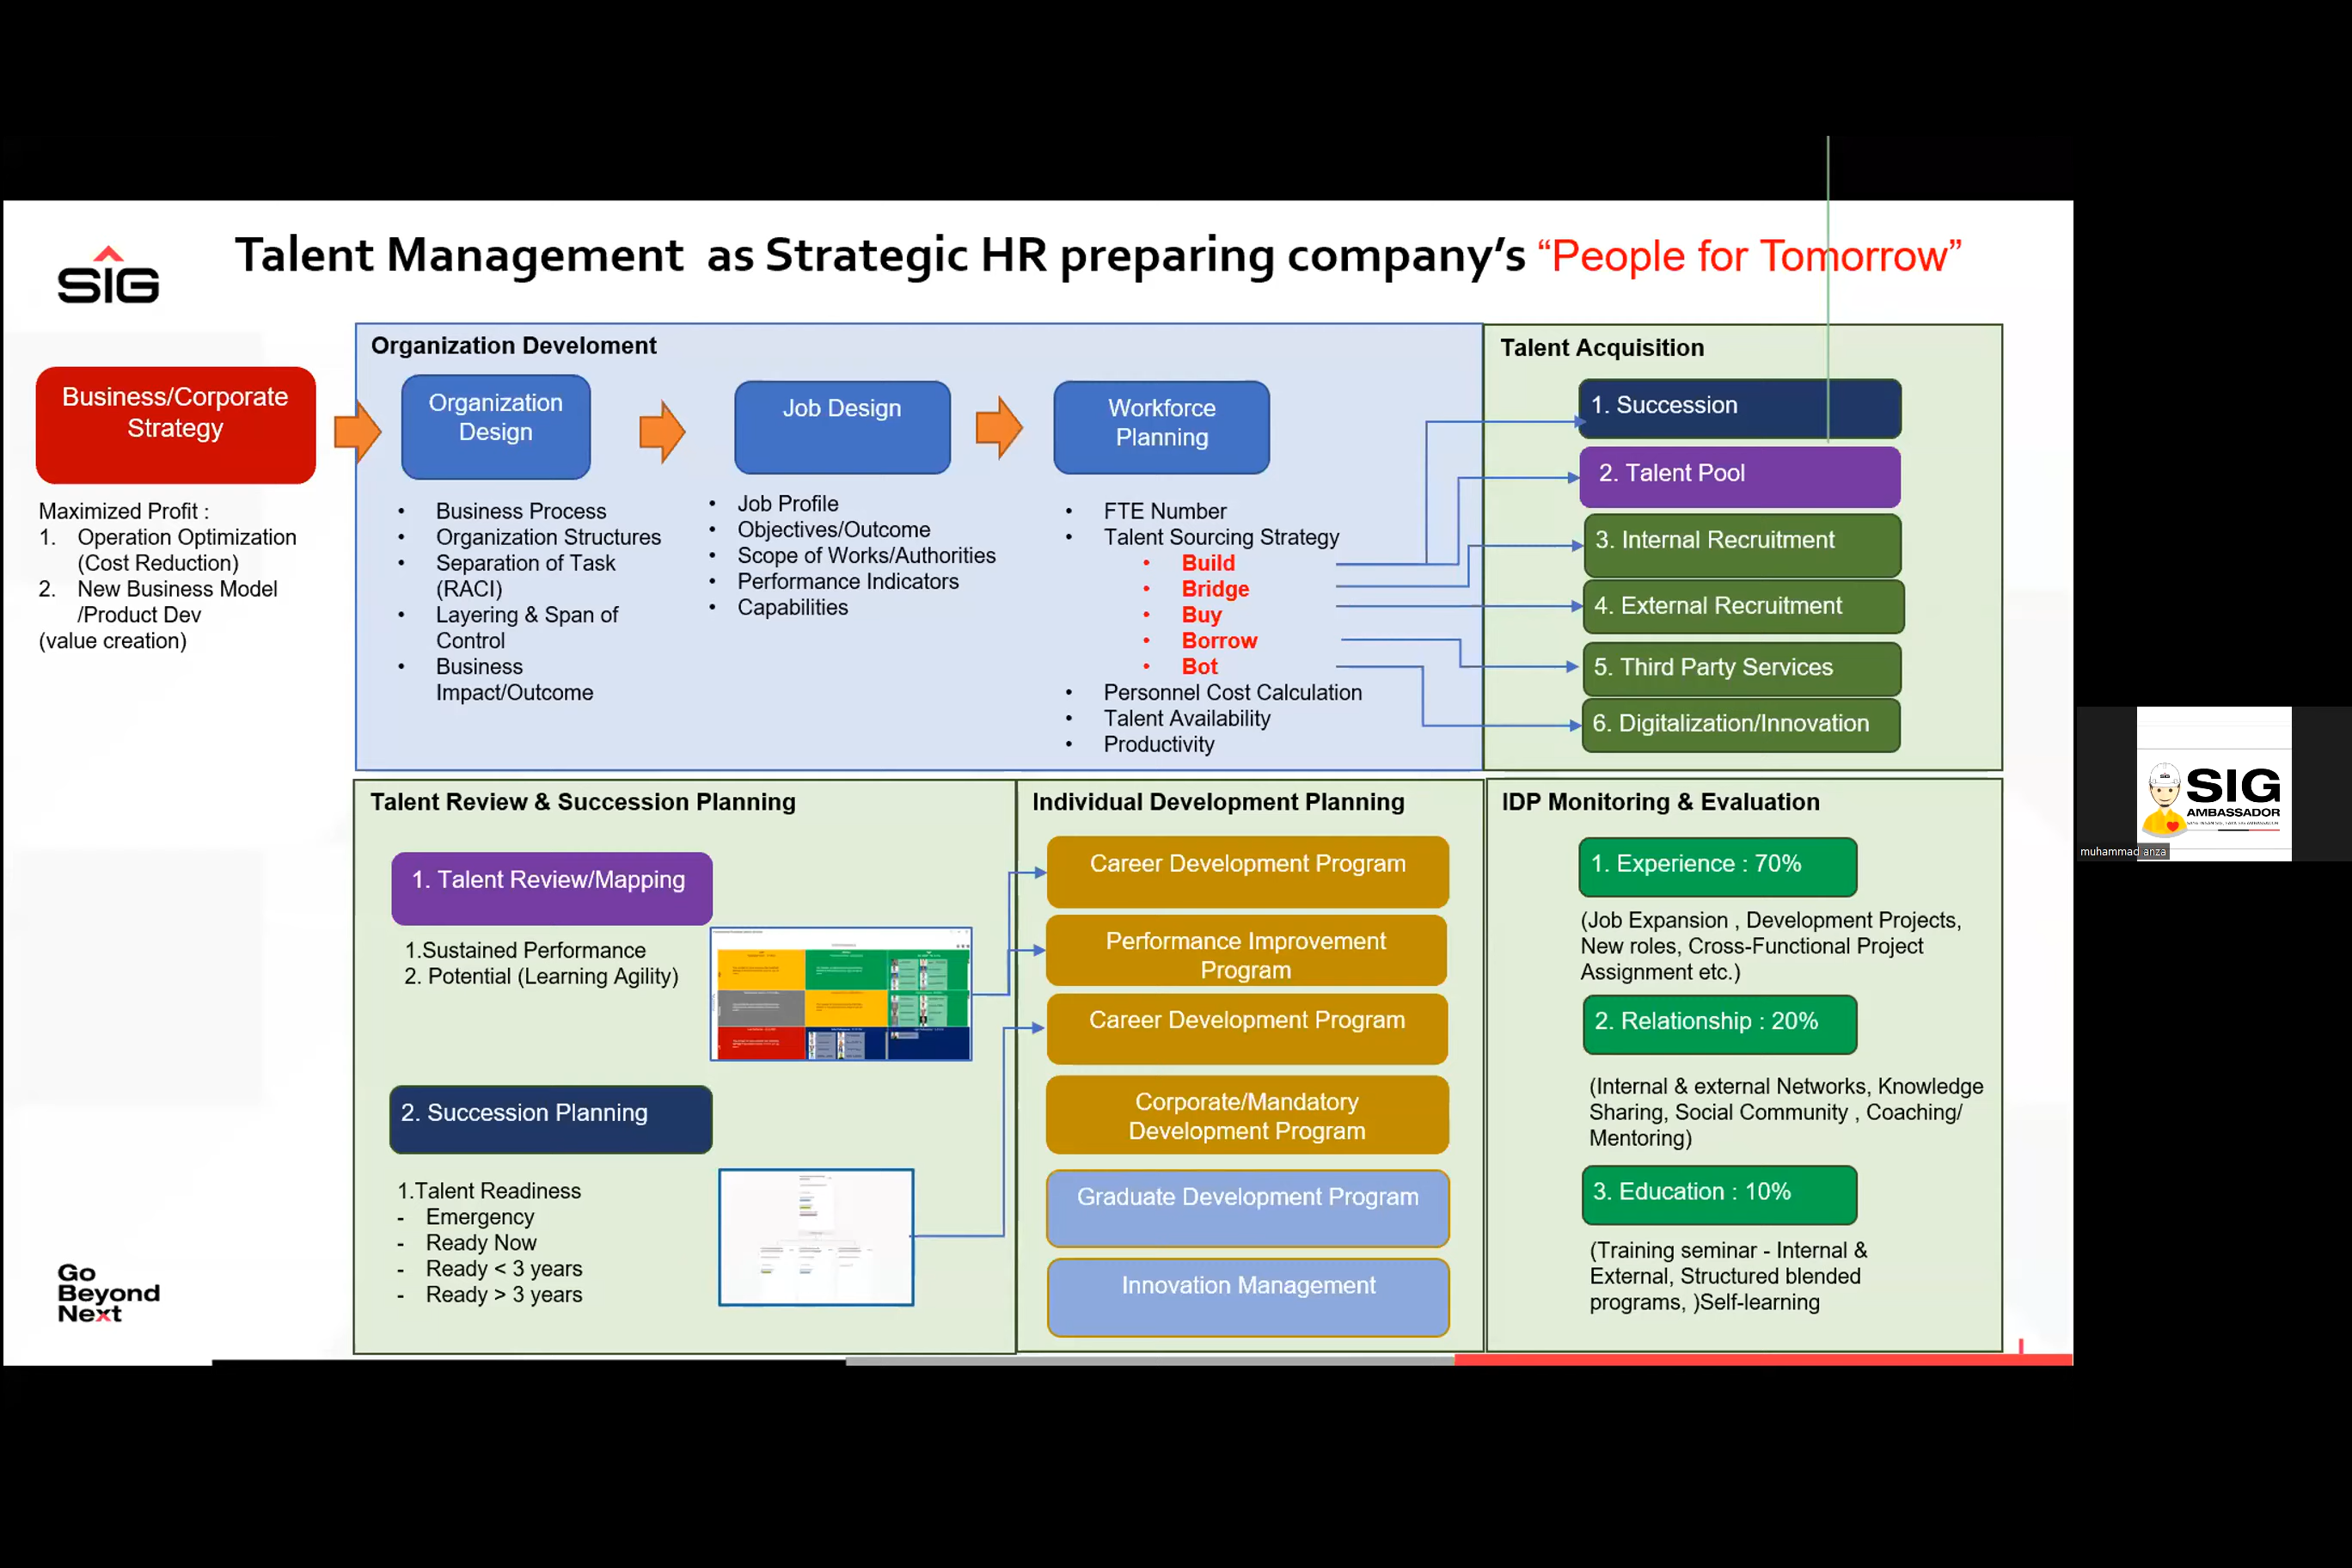 SIG
Talent Management as Strategic HR preparing company's “People for Tomorrow”
Business/Corporate
Strategy
Maximized Profit :
1. Operation Optimization
(Cost Reduction)
2. New Business Model
/Product Dev
(value creation)
Organization Develoment
Organization
Design
• Business Process
• Organization Structures
• Separation of Task
(RACI)
• Layering & Span of
Control
• Business
Impact/Outcome
Job Design
• Job Profile
• Objectives/Outcome
• Scope of Works/Authorities
• Performance Indicators
• Capabilities
Workforce
Planning
• FTE Number
• Talent Sourcing Strategy
• Build
• Bridge
• Buy
• Borrow
• Bot
• Personnel Cost Calculation
• Talent Availability
• Productivity
Talent Acquisition
1. Succession
2. Talent Pool
3. Internal Recruitment
4. External Recruitment
5. Third Party Services
6. Digitalization/Innovation
Talent Review & Succession Planning
1. Talent Review/Mapping
1.Sustained Performance
2. Potential (Learning Agility)
2. Succession Planning
1.Talent Readiness
- Emergency
- Ready Now
- Ready < 3 years
- Ready > 3 years
Individual Development Planning
Career Development Program
Performance Improvement
Program
Career Development Program
Corporate/Mandatory
Development Program
Graduate Development Program
Innovation Management
IDP Monitoring & Evaluation
1. Experience : 70%
(Job Expansion , Development Projects,
New roles, Cross-Functional Project
Assignment etc.)
2. Relationship : 20%
(Internal & external Networks, Knowledge
Sharing, Social Community , Coaching/
Mentoring)
3. Education : 10%
(Training seminar - Internal &
External, Structured blended
programs, )Self-learning
Go
Beyond
Next
SIG
AMBASSADOR
muhammad anza